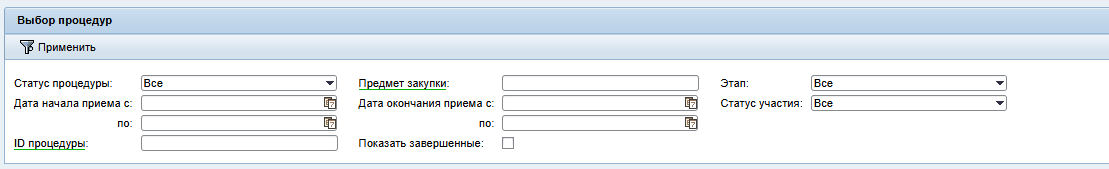 Выбор процедур
Применить
Статус процедуры: Все Предмет закупки: Этап: Все
Дата начала приема с: Дата окончания приема с: Статус участия: Все
по: по:
ID процедуры: Показать завершенные: